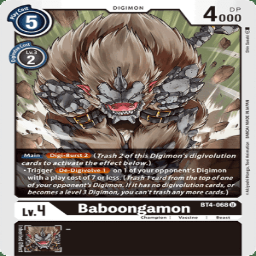 Play Cost
5
DIGIMON
4000
DP
Lv.2
2
Main Digi-Burst 2 (Trash 2 of this Digimon's digivolution
cards to activate the effect below.)
• Trigger De-Digivolve 1 on 1 of your opponent's Digimon
with a play cost of 7 or less. (Trash 1 card from the top of
one of your opponent's Digimon. If it has no digivolution cards, or
becomes a level 3 Digimon, you can't trash any more cards.)
BT4-068 U
Lv.4
Baboongamon
Champion
Vaccine
Beast